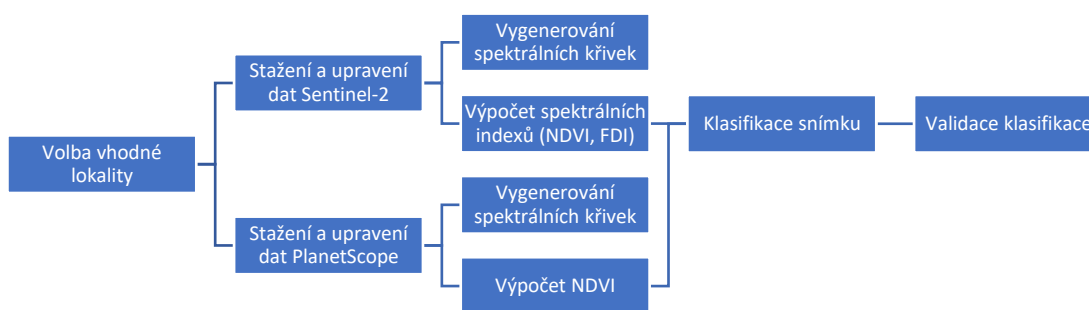 Volba vhodné
lokality
Stažení a upravení
dat Sentinel-2
Vygenerování
spektrálních křivek
Výpočet spektrálních
indexů (NDVI, FDI)
Stažení a upravení
dat PlanetScope
Vygenerování
spektrálních křivek
Výpočet NDVI
Klasifikace snímku
Validace klasifikace